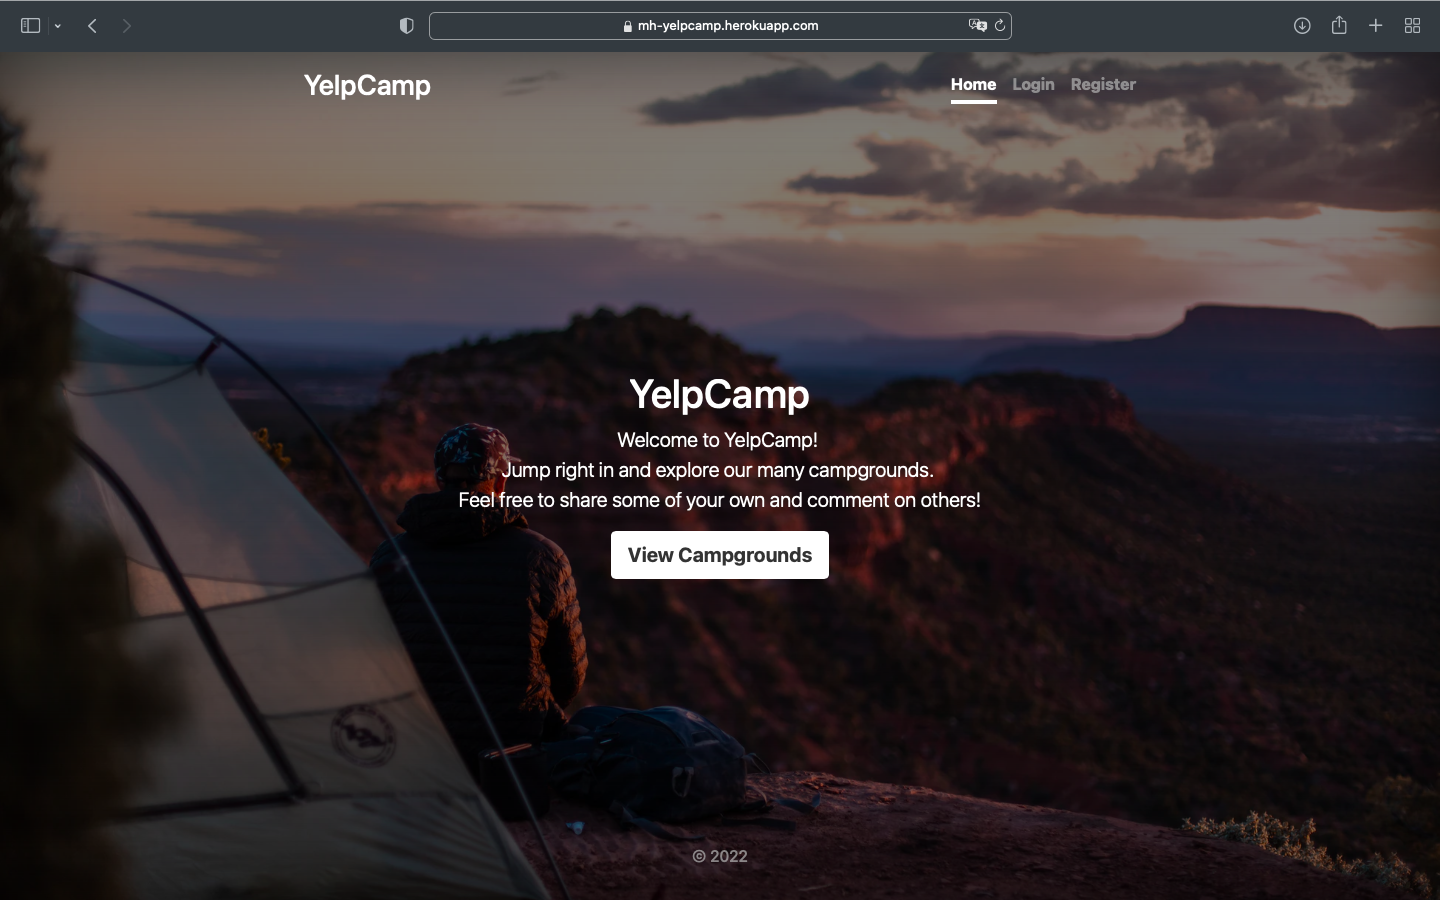 mh-yelpcamp.herokuapp.com
YelpCamp
Home Login Register
YelpCamp
Welcome to YelpCamp!
Jump right in and explore our many campgrounds.
Feel free to share some of your own and comment on others!
View Campgrounds
© 2022